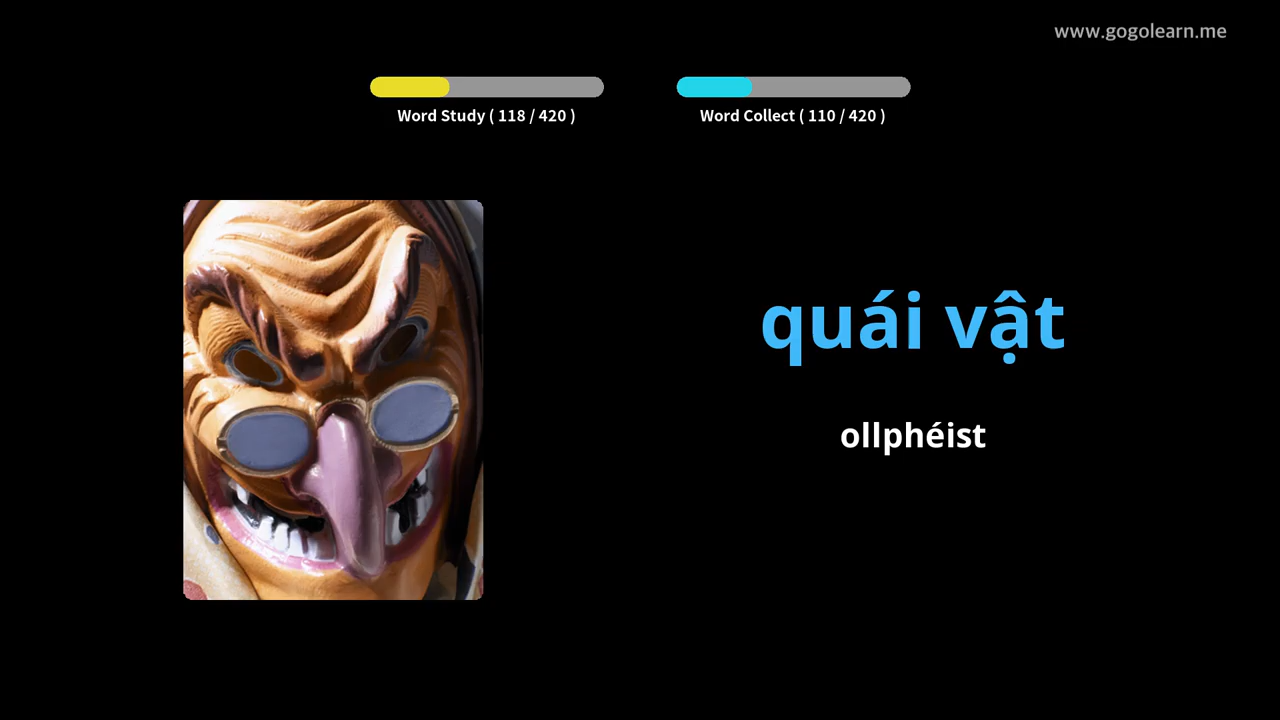 www.gogolearn.me
Word Study ( 118 / 420 )
Word Collect ( 110 / 420 )
quái vật
ollphéist